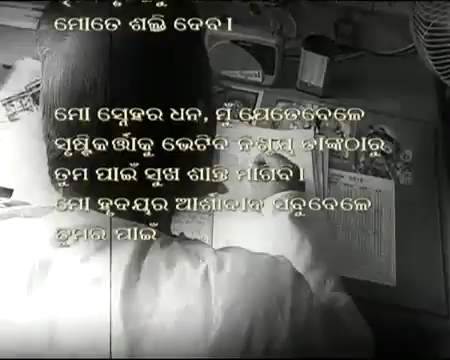 ମୋତେ ଶକ୍ତି ଦେବ।
ମୋ ସ୍ନେହର ଧନ, ମୁଁ ଯେତେବେଳେ
ସୃଷ୍ଟିକର୍ତ୍ତାକୁ ଭେଟିବି ନିଶ୍ଚୟ ତାଙ୍କଠାରୁ
ତୁମ ପାଇଁ ସୁଖ ଶାନ୍ତି ମାଗିବି।
ମୋ ହୃଦୟର ଆଶୀର୍ବାଦ ସବୁବେଳେ
ତୁମର ପାଇଁ